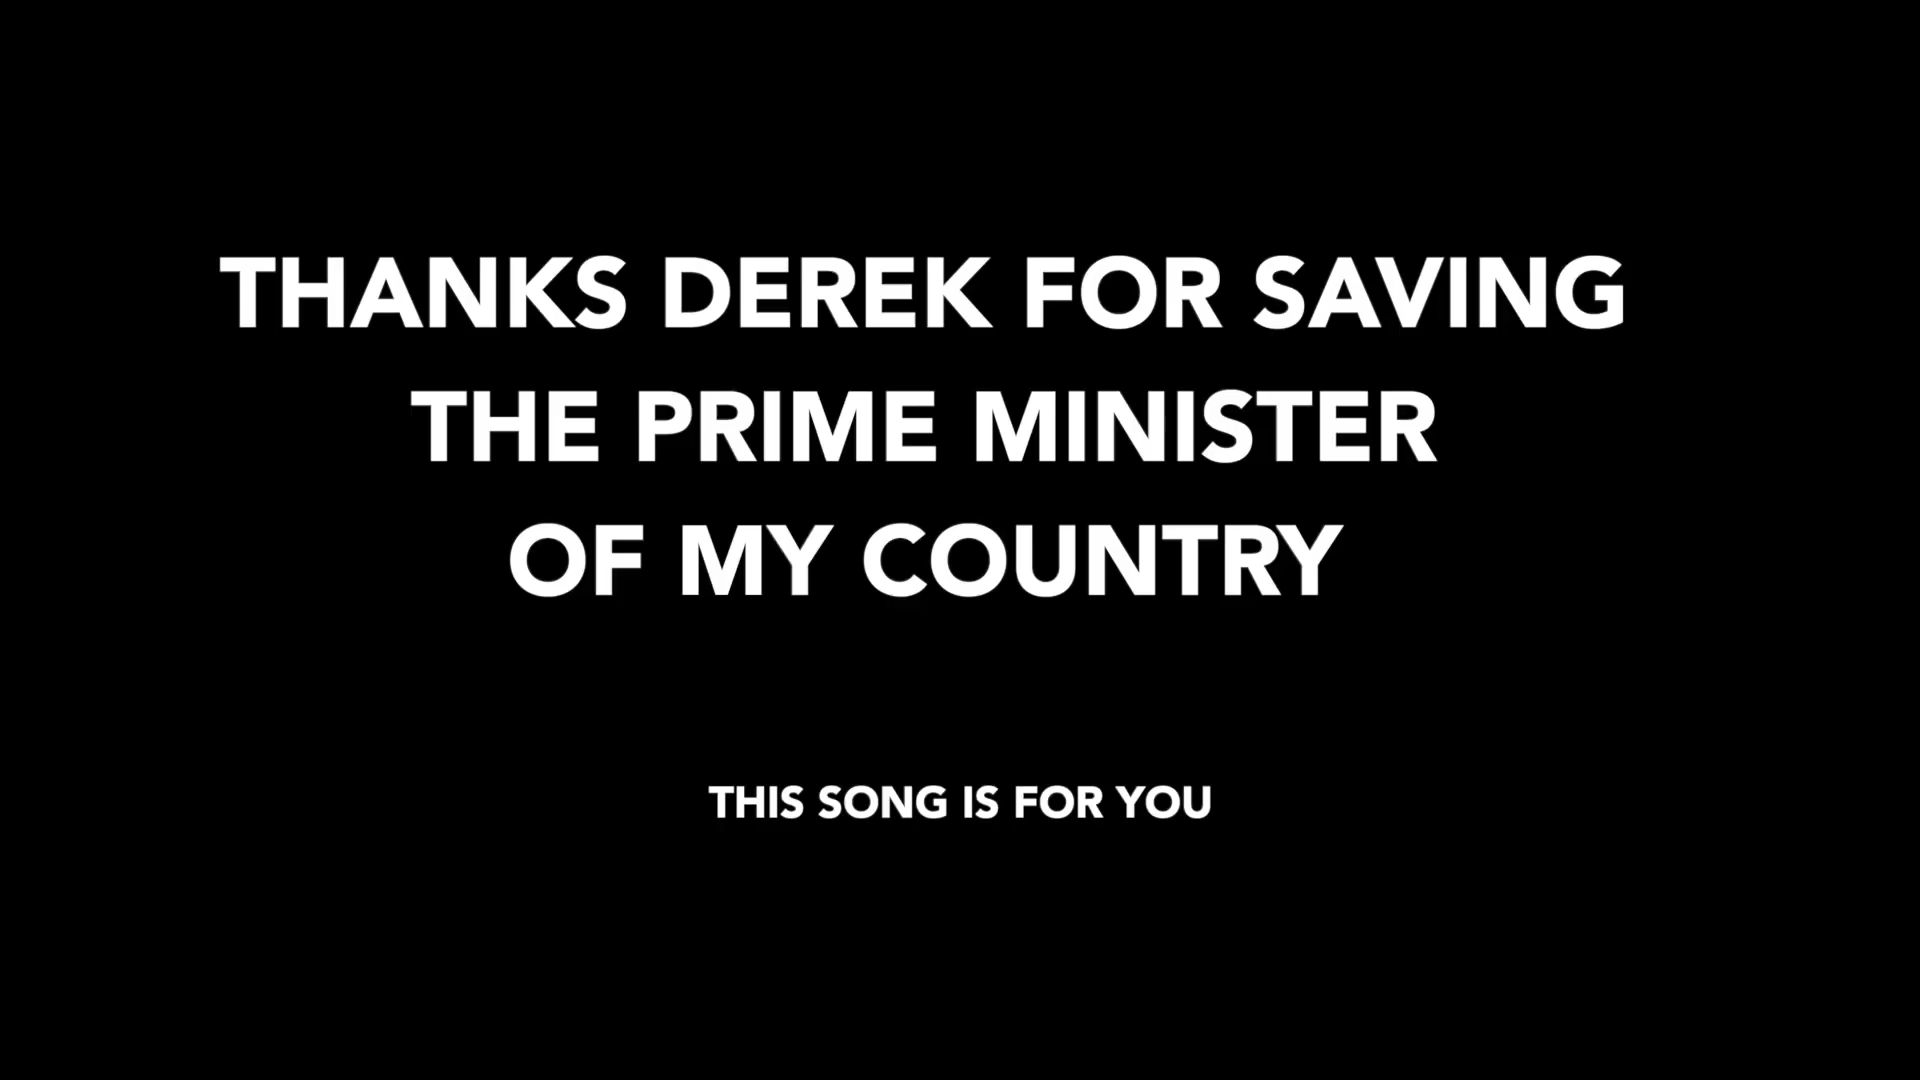 THANKS DEREK FOR SAVING
THE PRIME MINISTER
OF MY COUNTRY
THIS SONG IS FOR YOU